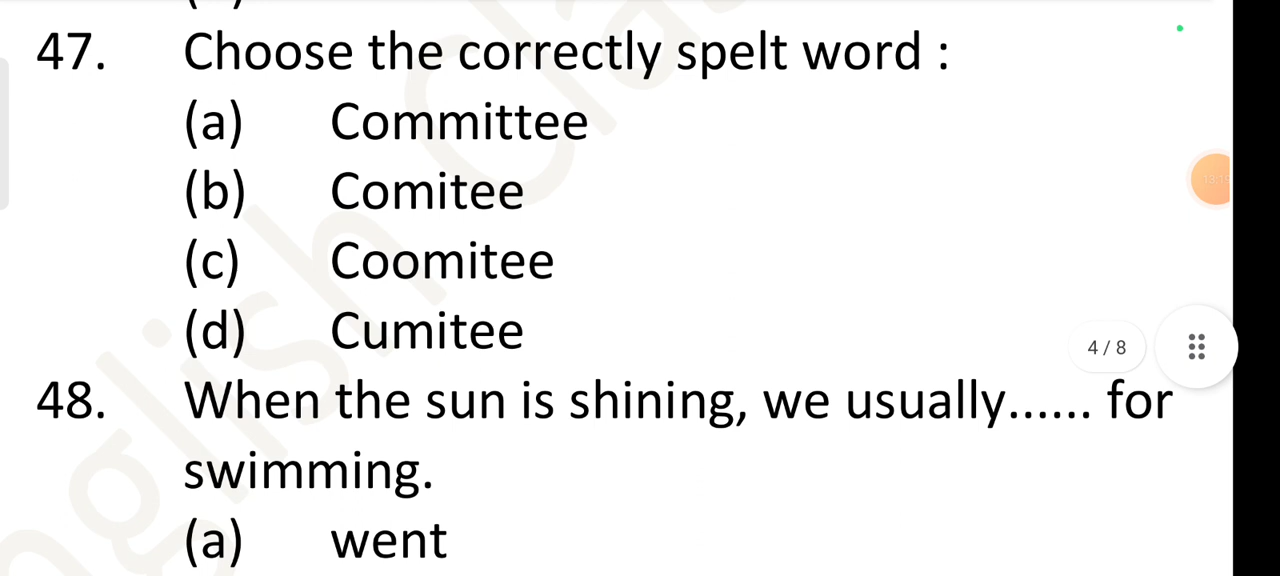 47. Choose the correctly spelt word :
(a) Committee
(b) Comitee
(c) Coomitee
(d) Cumitee
4 / 8
48. When the sun is shining, we usually...... for
swimming.
(a) went